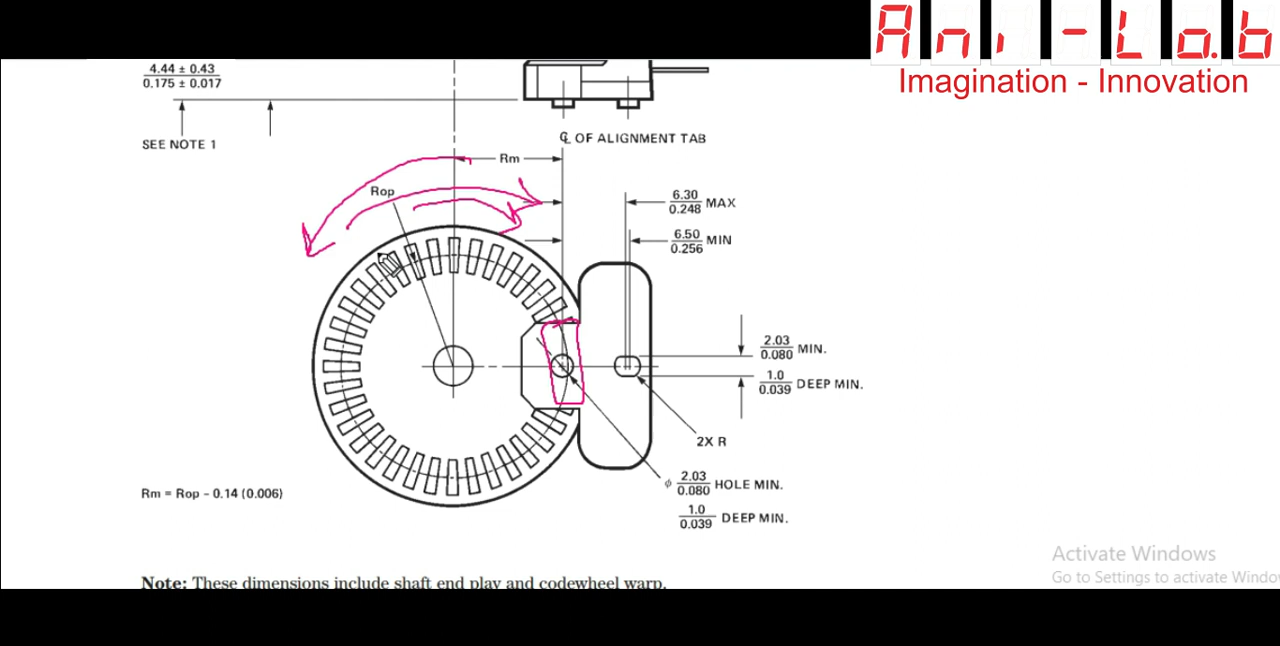 Ani-Lab
Imagination - Innovation
4.44 ± 0.43
0.175 ± 0.017
SEE NOTE 1
℄ OF ALIGNMENT TAB
Rm
Rop
6.30
0.248 MAX
6.50
0.256 MIN
2.03
0.080 MIN.
1.0
0.039 DEEP MIN.
2X R
Rm = Rop - 0.14 (0.006)
ϕ 2.03
0.080 HOLE MIN.
1.0
0.039 DEEP MIN.
Activate Windows
Go to Settings to activate Windo
Note: These dimensions include shaft end play and codewheel warp.